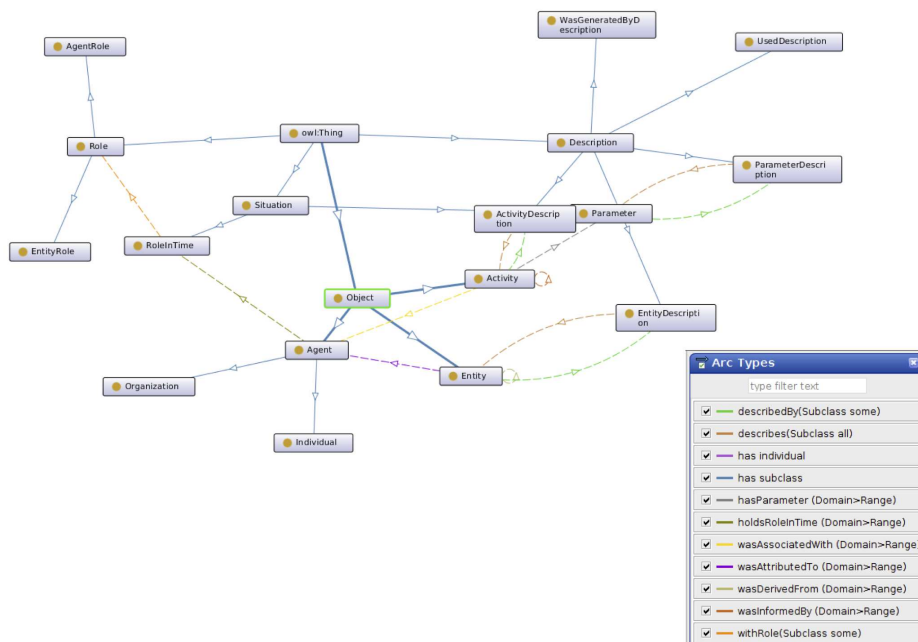 WasGeneratedByD
escription
UsedDescription
AgentRole
owl:Thing
Role
Description
ParameterDescri
ption
Situation
ActivityDescrip
tion
Parameter
EntityRole
RoleInTime
Activity
Object
EntityDescripti
on
Agent
Entity
Organization
Individual
Arc Types
type filter text
describedBy(Subclass some)
describes(Subclass all)
has individual
has subclass
hasParameter (Domain>Range)
holdsRoleInTime (Domain>Range)
wasAssociatedWith (Domain>Range
wasAttributedTo (Domain>Range)
wasDerivedFrom (Domain>Range)
wasInformedBy (Domain>Range)
withRole(Subclass some)